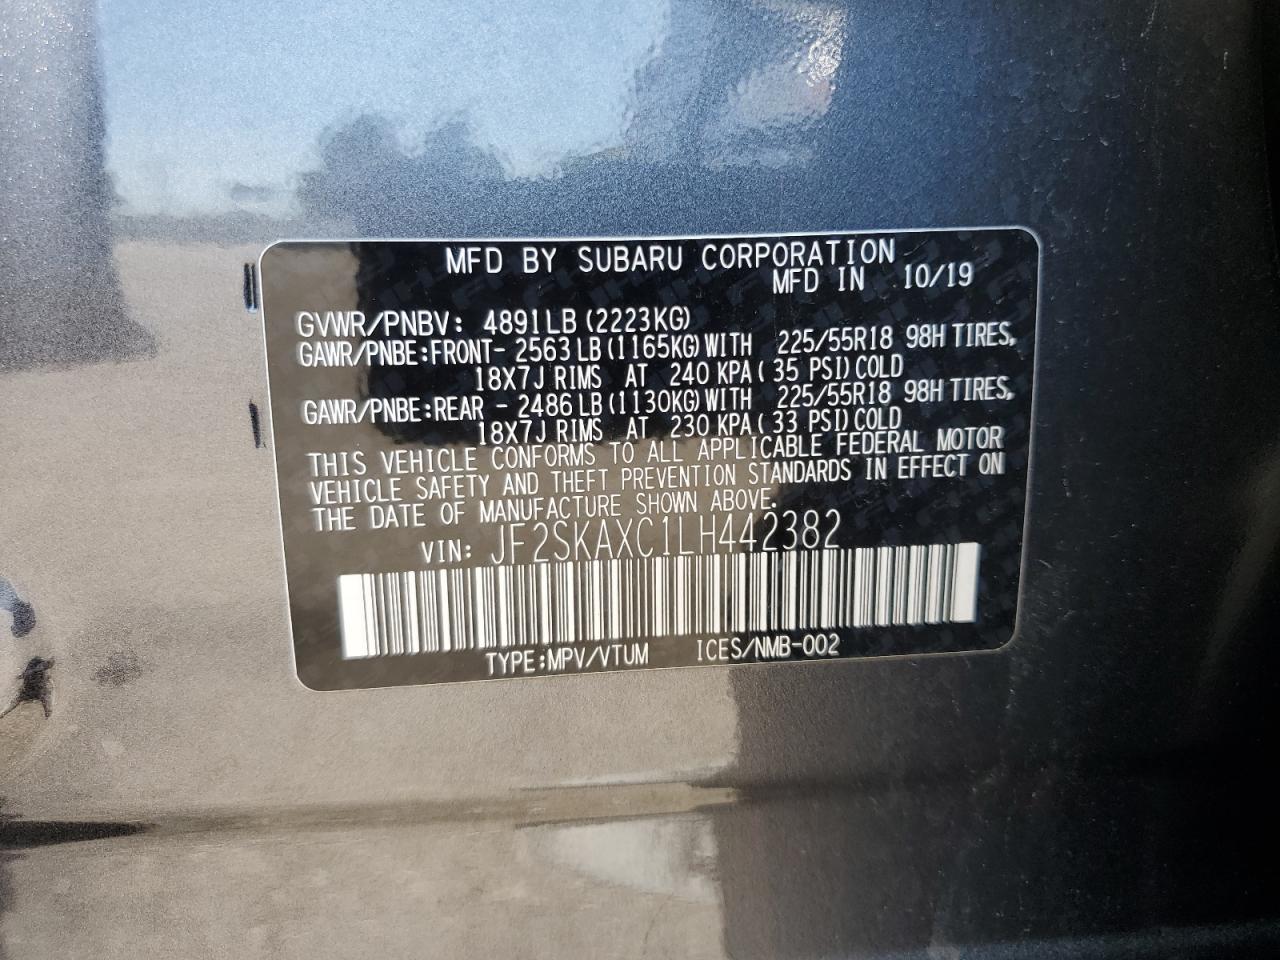 MFD BY SUBARU CORPORATION
MFD IN 10/19
GVWR/PNBV: 4891LB(2223KG)
GAWR/PNBE:FRONT- 2563LB(1165KG)WITH 225/55R18 98H TIRES,
18X7J RIMS AT 240 KPA( 35 PSI)COLD
GAWR/PNBE:REAR - 2486LB(1130KG)WITH 225/55R18 98H TIRES,
18X7J RIMS AT 230 KPA( 33 PSI)COLD
THIS VEHICLE CONFORMS TO ALL APPLICABLE FEDERAL MOTOR
VEHICLE SAFETY AND THEFT PREVENTION STANDARDS IN EFFECT ON
THE DATE OF MANUFACTURE SHOWN ABOVE.
VIN: JF2SKAXC1LH442382
TYPE:MPV/VTUM ICES/NMB-002